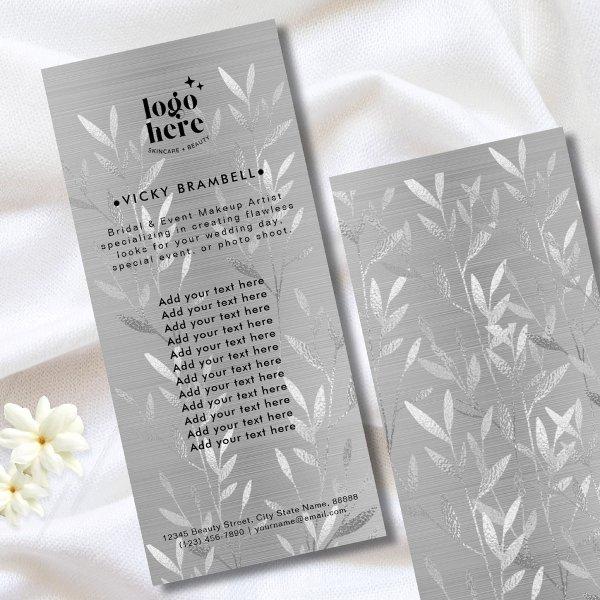 logo
here
SKINCARE + BEAUTY
•VICKY BRAMBELL•
Bridal & Event Makeup Artist
specializing in creating flawless
looks for your wedding day,
special event, or photo shoot.
Add your text here
Add your text here
Add your text here
Add your text here
Add your text here
Add your text here
Add your text here
Add your text here
Add your text here
Add your text here
Add your text here
Add your text here
12345 Beauty Street, City State Name, 88888
(123) 456-7890 | yourname@email.com